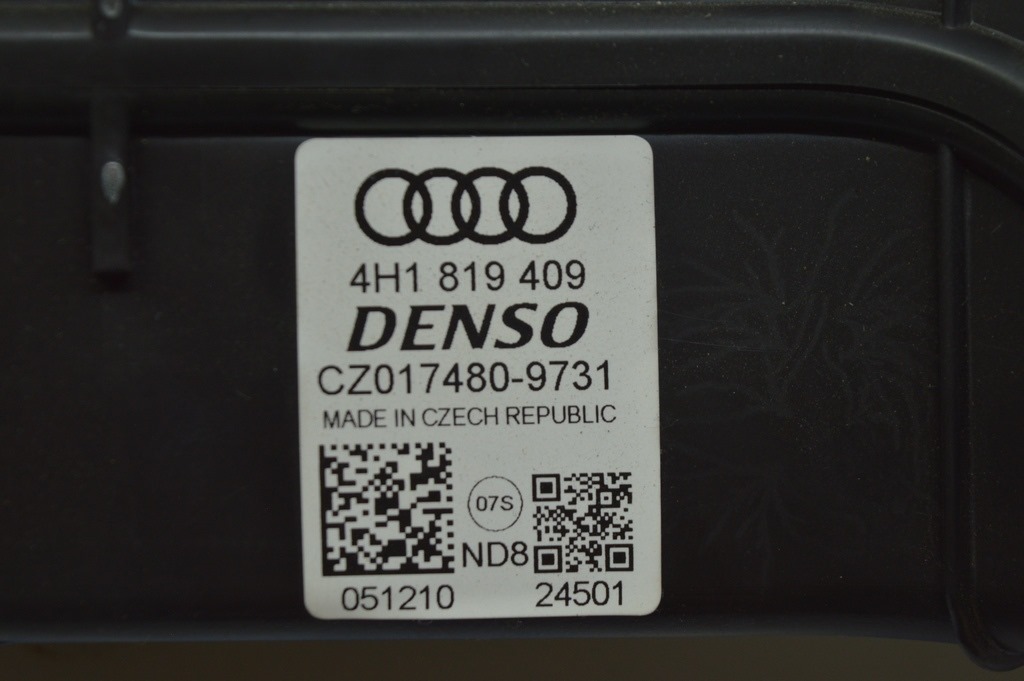 4H1 819 409
DENSO
CZ017480-9731
MADE IN CZECH REPUBLIC
07S
ND8
051210
24501